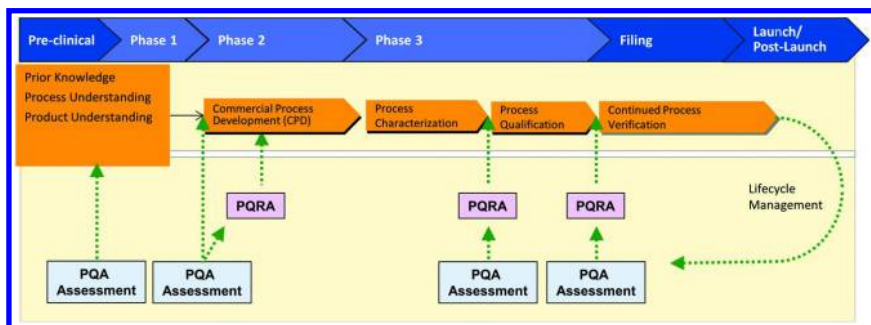 Pre-clinical
Phase 1
Phase 2
Phase 3
Filing
Launch/
Post-Launch
Prior Knowledge
Process Understanding
Product Understanding
Commercial Process
Development (CPD)
Process
Characterization
Process
Qualification
Continued Process
Verification
PQRA
PQRA
PQRA
Lifecycle
Management
PQA
Assessment
PQA
Assessment
PQA
Assessment
PQA
Assessment